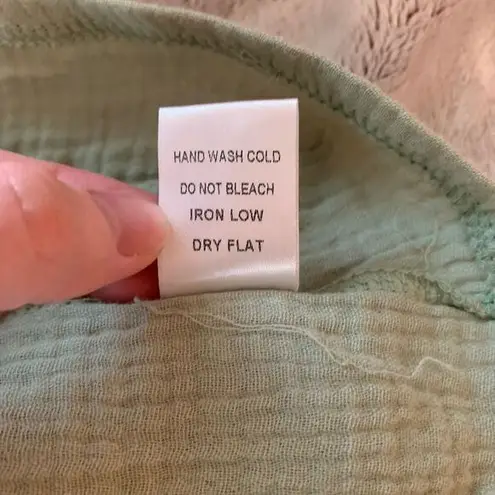 HAND WASH COLD
DO NOT BLEACH
IRON LOW
DRY FLAT